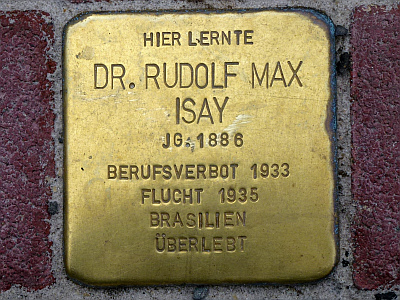 HIER LERNTE
DR. RUDOLF MAX
ISAY
JG. 1886
BERUFSVERBOT 1933
FLUCHT 1935
BRASILIEN
ÜBERLEBT